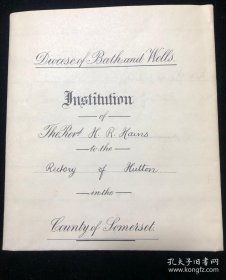 Diocese of Bath and Wells.
Institution
of
The Revd H. R. Hains
to the
Rectory of Hutton
in the
County of Somerset.
孔夫子旧书网